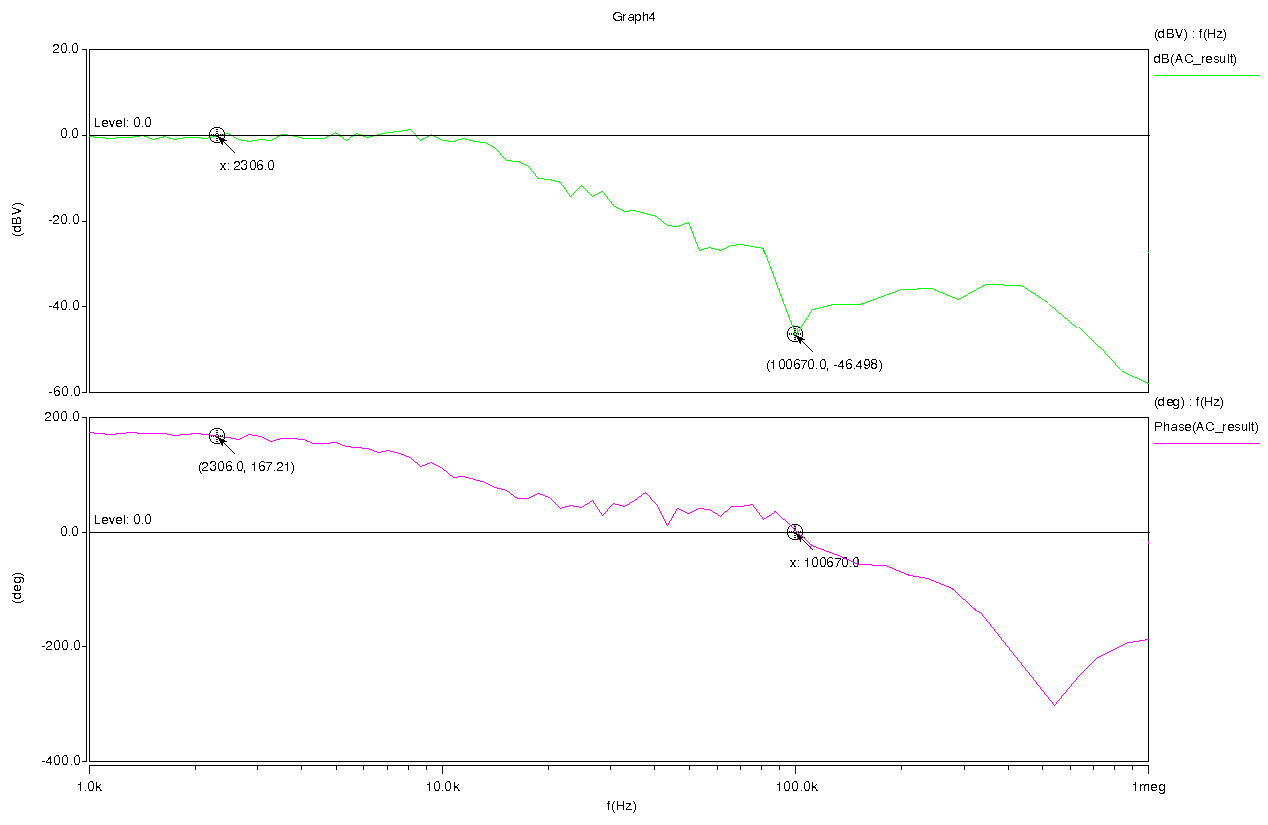 Graph4
(dBV) : f(Hz)
dB(AC_result)
20.0
0.0
-20.0
-40.0
-60.0
(dBV)
Level: 0.0
x: 2306.0
(100670.0, -46.498)
(deg) : f(Hz)
Phase(AC_result)
200.0
0.0
-200.0
-400.0
(deg)
(2306.0, 167.21)
Level: 0.0
x: 100670.0
1.0k
10.0k
100.0k
1meg
f(Hz)